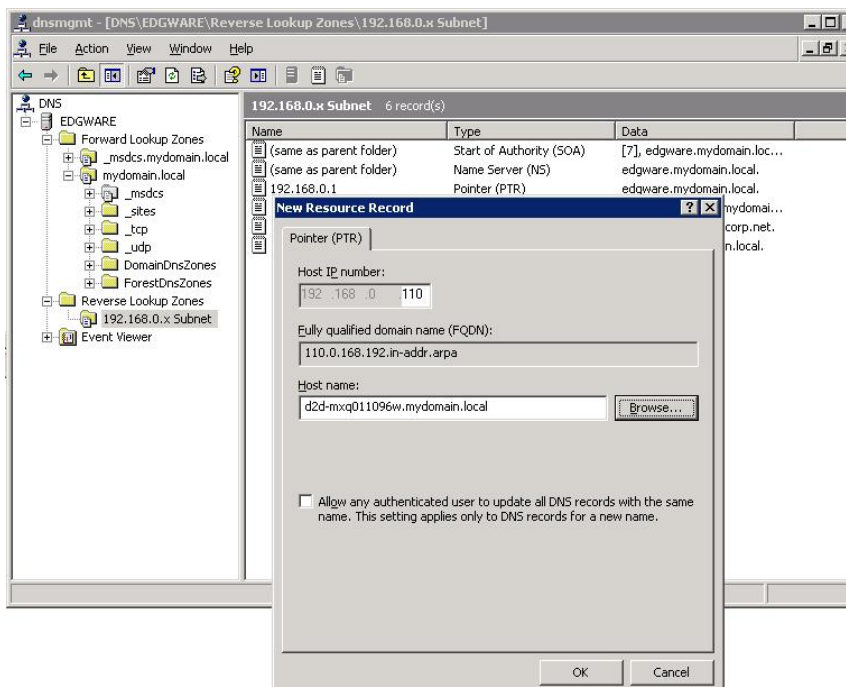 dnsmgmt - [DNS\EDGWARE\Reverse Lookup Zones\192.168.0.x Subnet]
File Action View Window Help
DNS
EDGWARE
Forward Lookup Zones
_msdcs.mydomain.local
mydomain.local
_msdcs
_sites
_tcp
_udp
DomainDnsZones
ForestDnsZones
Reverse Lookup Zones
192.168.0.x Subnet
Event Viewer
192.168.0.x Subnet 6 record(s)
Name Type Data
(same as parent folder) Start of Authority (SOA) [7], edgware.mydomain.loc...
(same as parent folder) Name Server (NS) edgware.mydomain.local.
192.168.0.1 Pointer (PTR) edgware.mydomain.local.
mydomai...
corp.net.
n.local.
New Resource Record
Pointer (PTR)
Host IP number:
192 .168 .0 .110
Fully qualified domain name (FQDN):
110.0.168.192.in-addr.arpa
Host name:
d2d-mxq011096w.mydomain.local
Browse...
Allow any authenticated user to update all DNS records with the same
name. This setting applies only to DNS records for a new name.
OK Cancel